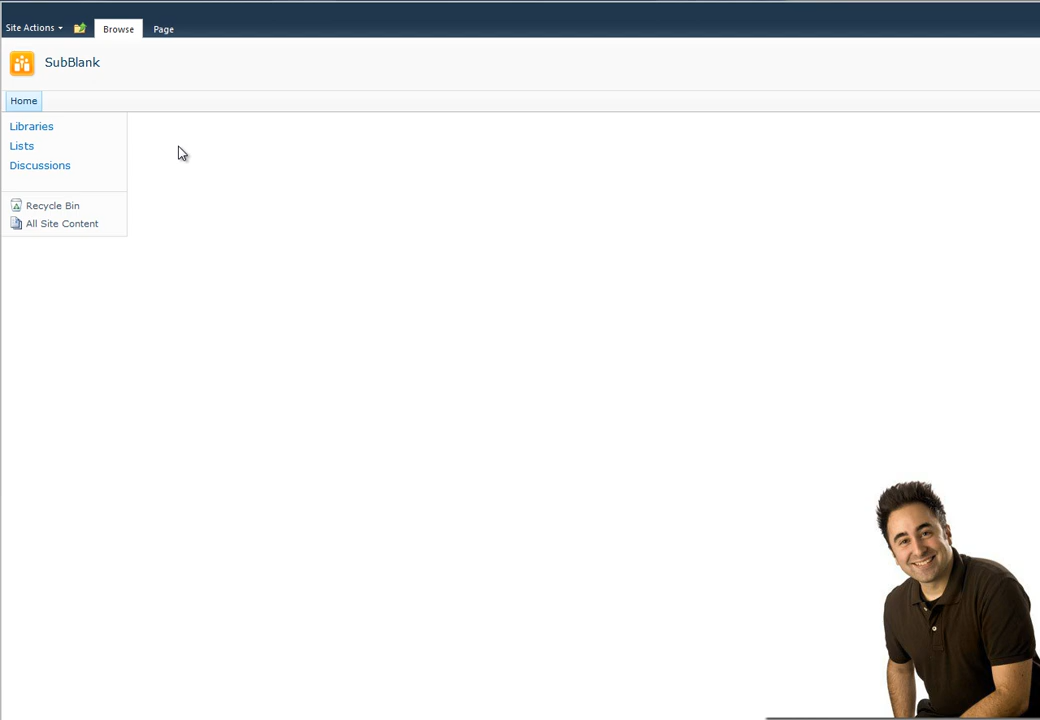 Site Actions
Browse
Page
SubBlank
Home
Libraries
Lists
Discussions
Recycle Bin
All Site Content